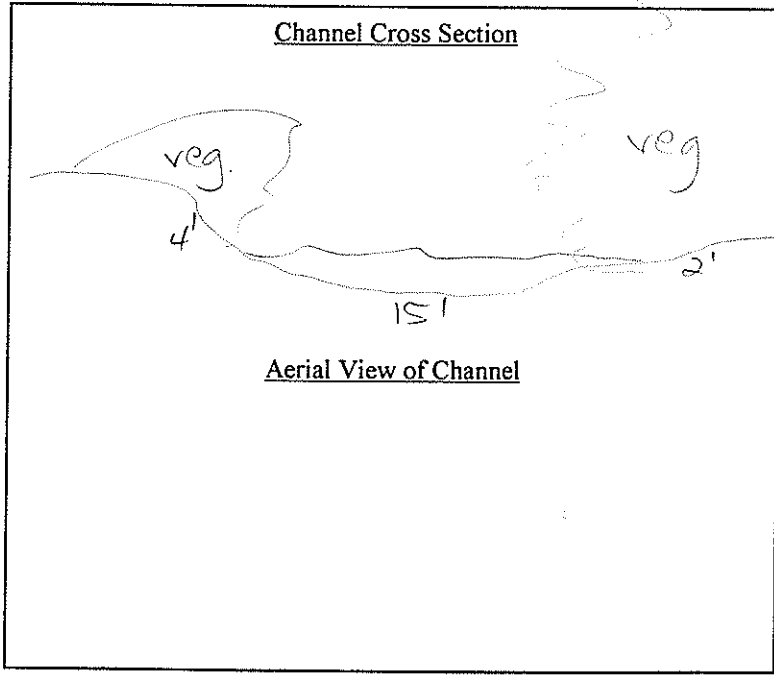 Channel Cross Section
veg.
veg
4'
2'
15'
Aerial View of Channel